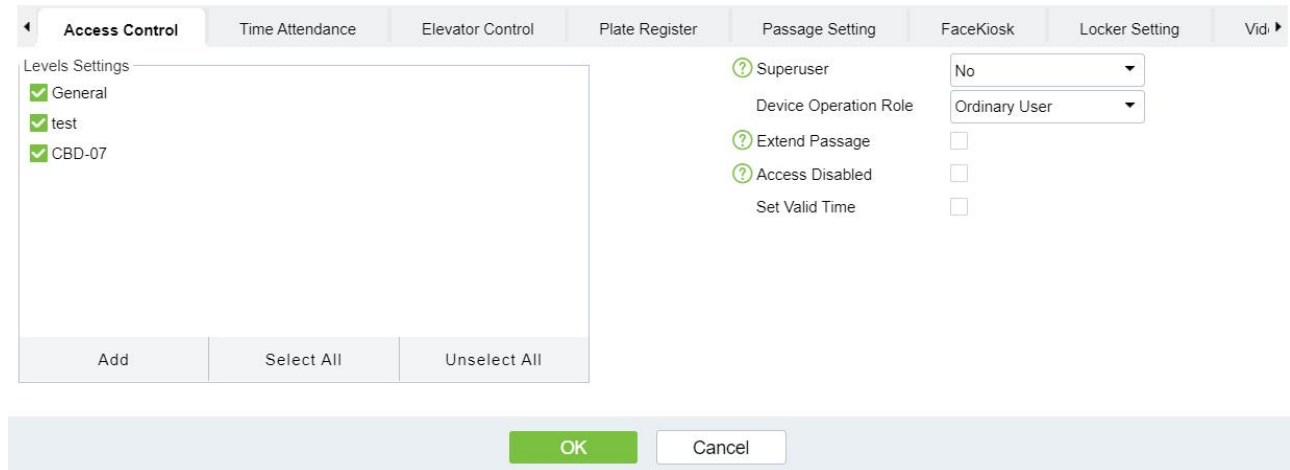 Access Control Time Attendance Elevator Control Plate Register Passage Setting FaceKiosk Locker Setting
Levels Settings
General
test
CBD-07
Add Select All Unselect All
? Superuser No
Device Operation Role Ordinary User
? Extend Passage
? Access Disabled
Set Valid Time
OK Cancel